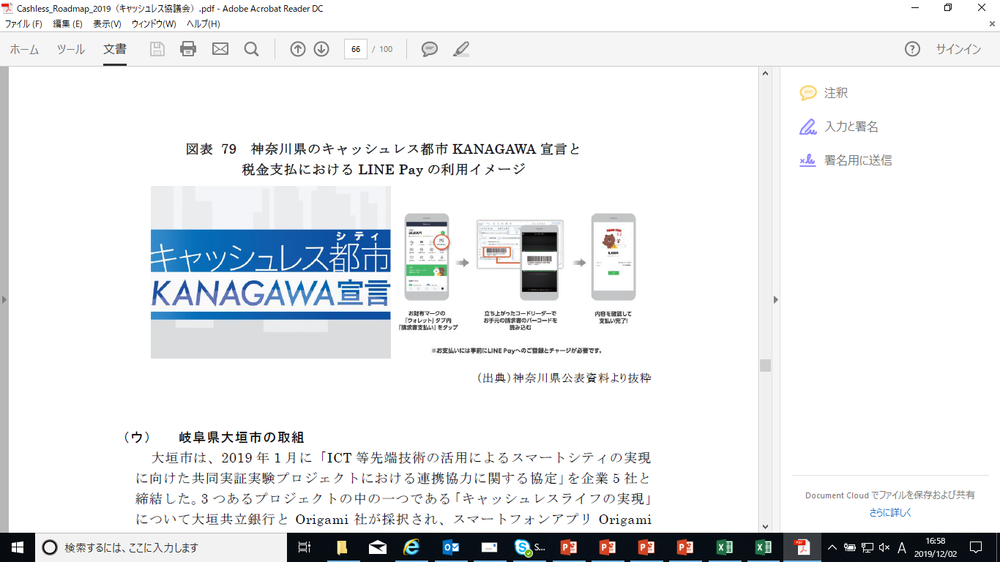 Cashless_Roadmap_2019（キャッシュレス協議会）.pdf - Adobe Acrobat Reader DC
ファイル(F) 編集(E) 表示(V) ウィンドウ(W) ヘルプ(H)
ホーム ツール 文書 66 / 100 サインイン
注釈
入力と署名
署名用に送信
図表 79 神奈川県のキャッシュレス都市 KANAGAWA 宣言と
税金支払における LINE Pay の利用イメージ
シティ
キャッシュレス都市
KANAGAWA宣言
お財布マークの
「ウォレット」タブ内
「請求書支払い」をタップ
立ち上がったコードリーダーで
お手元の請求書のバーコードを
読み込む
内容を確認して
支払い完了!
※お支払いには事前にLINE Payへのご登録とチャージが必要です。
（出典）神奈川県公表資料より抜粋
（ウ） 岐阜県大垣市の取組
大垣市は、2019 年 1 月に「ICT 等先端技術の活用によるスマートシティの実現
に向けた共同実証実験プロジェクトにおける連携協力に関する協定」を企業 5 社と
締結した。3 つあるプロジェクトの中の一つである「キャッシュレスライフの実現」
について大垣共立銀行と Origami 社が採択され、スマートフォンアプリ Origami
Document Cloud でファイルを保存および共有
さらに詳しく
検索するには、ここに入力します
S...
A
16:58
2019/12/02